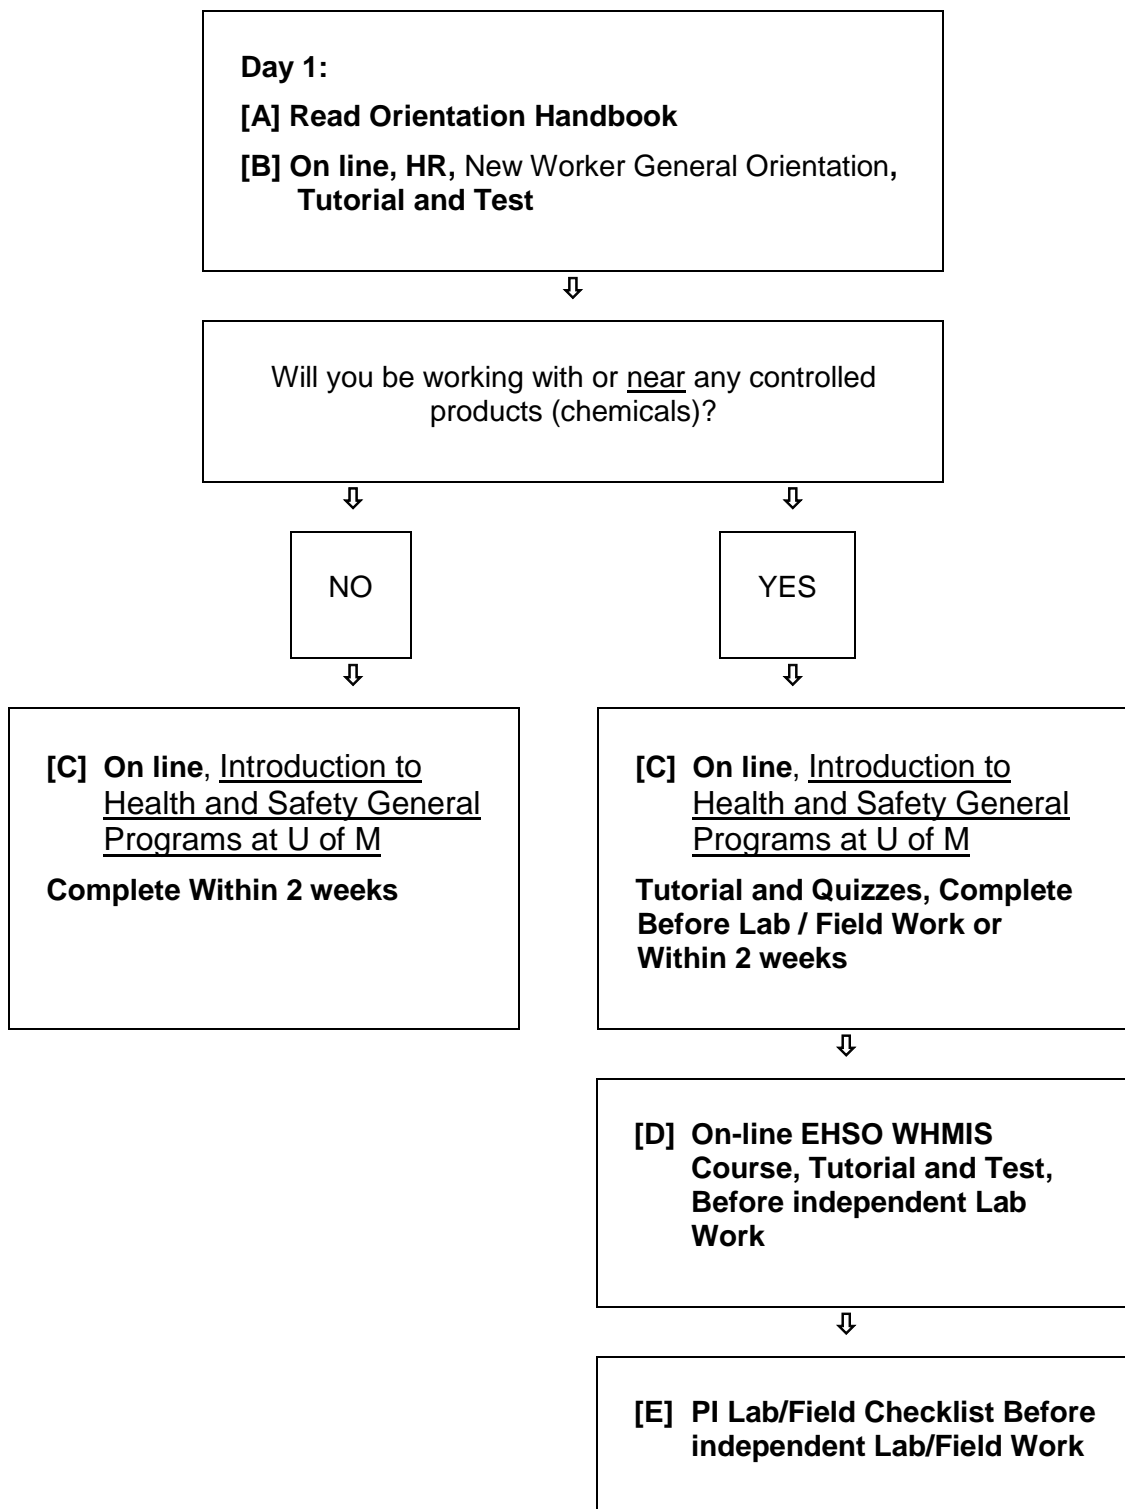 Day 1:
[A] Read Orientation Handbook
[B] On line, HR, New Worker General Orientation,
Tutorial and Test
Will you be working with or near any controlled
products (chemicals)?
NO
YES
[C] On line, Introduction to
Health and Safety General
Programs at U of M
Complete Within 2 weeks
[C] On line, Introduction to
Health and Safety General
Programs at U of M
Tutorial and Quizzes, Complete
Before Lab / Field Work or
Within 2 weeks
[D] On-line EHSO WHMIS
Course, Tutorial and Test,
Before independent Lab
Work
[E] PI Lab/Field Checklist Before
independent Lab/Field Work